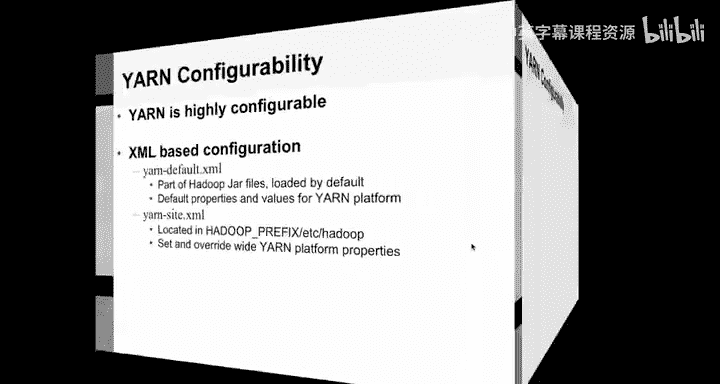 字幕课程资源 bilibili
YARN Configurability
YARN Configurability
• YARN is highly configurable
• XML based configuration
– yarn-default.xml
• Part of Hadoop Jar files, loaded by default
• Default properties and values for YARN platform
– yarn-site.xml
• Located in HADOOP_PREFIX/etc/hadoop
• Set and override wide YARN platform properties